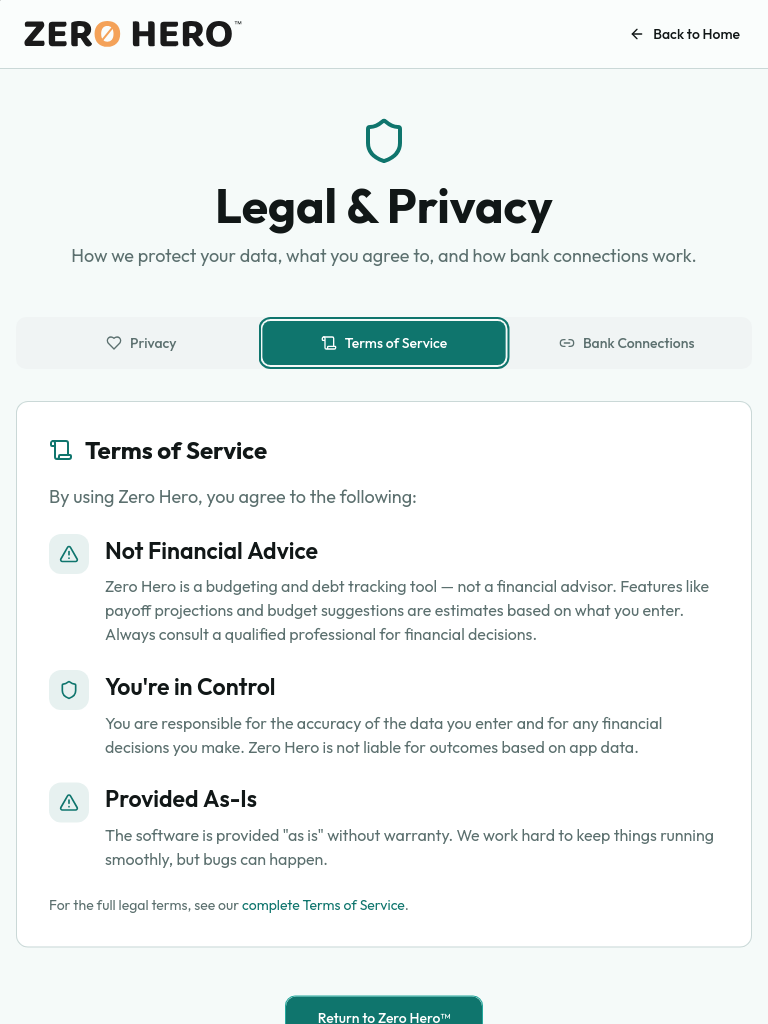 ZERO HERO™
Back to Home
Legal & Privacy
How we protect your data, what you agree to, and how bank connections work.
Privacy
Terms of Service
Bank Connections
Terms of Service
By using Zero Hero, you agree to the following:
Not Financial Advice
Zero Hero is a budgeting and debt tracking tool — not a financial advisor. Features like
payoff projections and budget suggestions are estimates based on what you enter.
Always consult a qualified professional for financial decisions.
You're in Control
You are responsible for the accuracy of the data you enter and for any financial
decisions you make. Zero Hero is not liable for outcomes based on app data.
Provided As-Is
The software is provided "as is" without warranty. We work hard to keep things running
smoothly, but bugs can happen.
For the full legal terms, see our complete Terms of Service.
Return to Zero Hero™